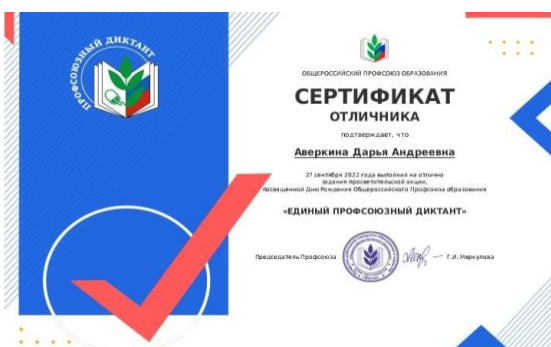 ПРОФСОЮЗНЫЙ ДИКТАНТ
ОБЩЕРОССИЙСКИЙ ПРОФСОЮЗ ОБРАЗОВАНИЯ
СЕРТИФИКАТ
ОТЛИЧНИКА
подтверждает, что
Аверкина Дарья Андреевна
27 сентября 2022 года выполнил на отлично
задания просветительской акции,
посвященной Дню Рождения Общероссийского Профсоюза образования
«ЕДИНЫЙ ПРОФСОЮЗНЫЙ ДИКТАНТ»
Председатель Профсоюза
Г.И. Меркулова